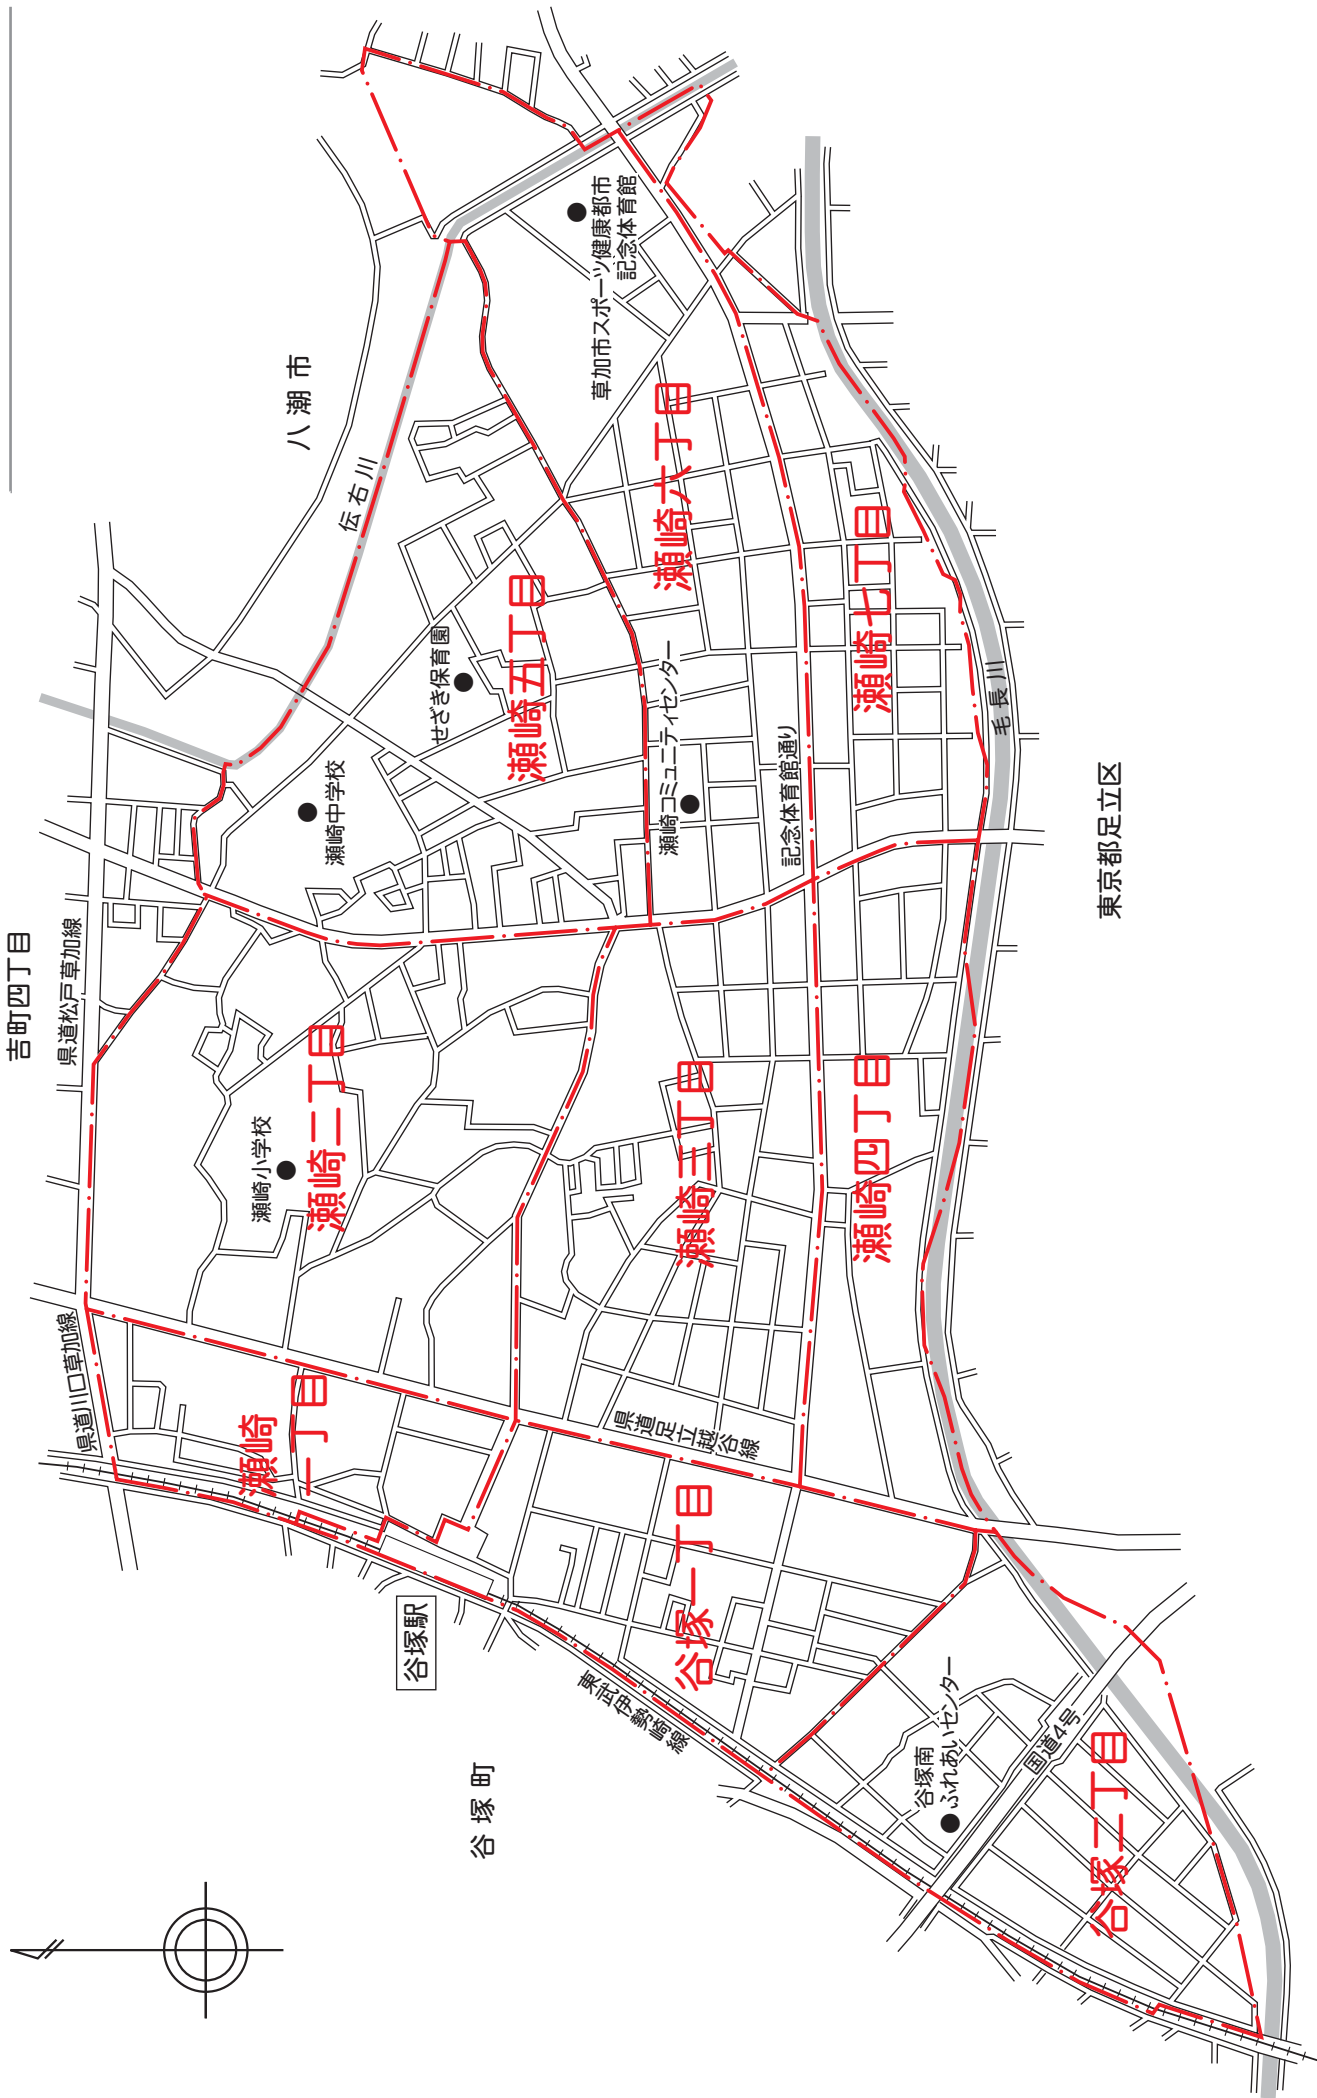 吉町四丁目
県道松戸草加線
県道川口草加線
八潮市
伝右川
瀬崎中学校
せざき保育園
瀬崎五丁目
草加市スポーツ健康都市
記念体育館
瀬崎六丁目
瀬崎コミュニティセンター
記念体育館通り
瀬崎七丁目
毛長川
東京都足立区
瀬崎小学校
瀬崎二丁目
瀬崎三丁目
瀬崎四丁目
瀬崎
一丁目
県道足立越谷線
谷塚駅
谷塚一丁目
東武伊勢崎線
谷塚町
谷塚南
ふれあいセンター
国道4号
谷塚二丁目